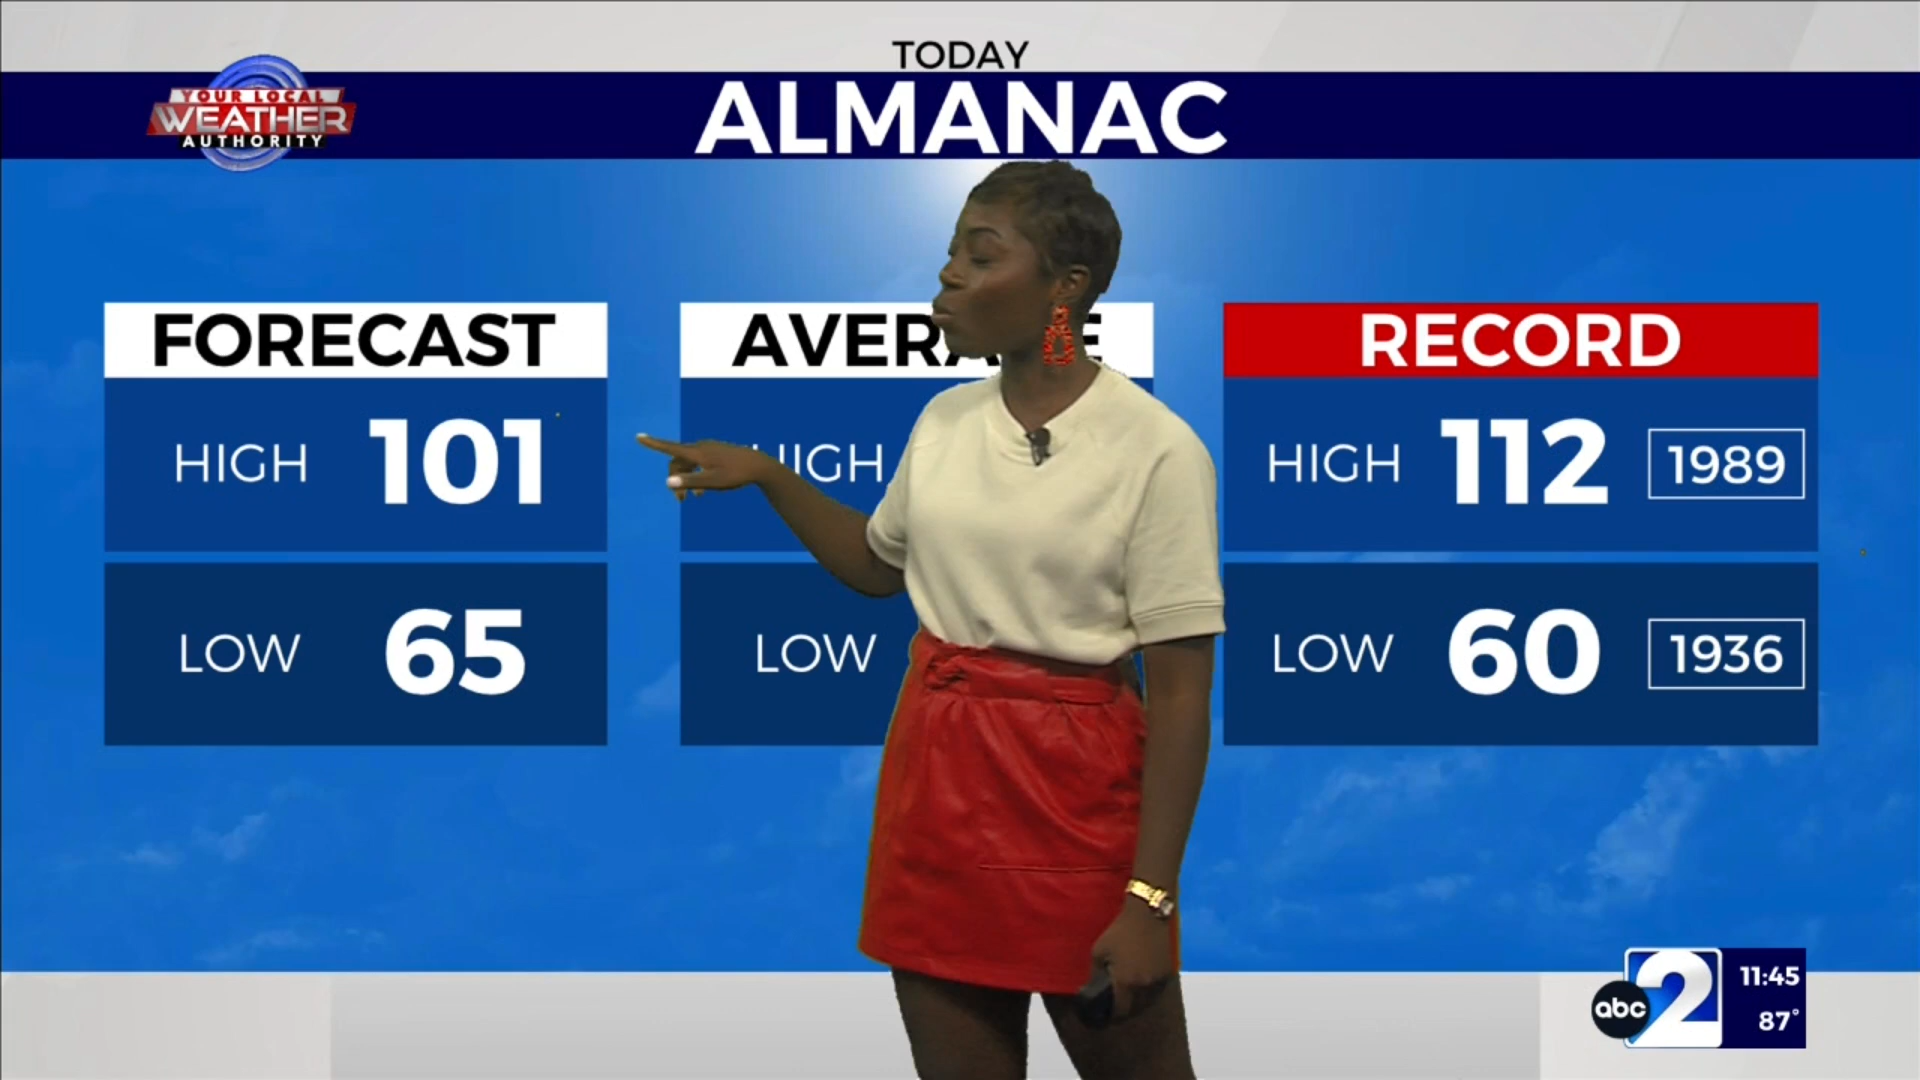 TODAY
ALMANAC
YOUR LOCAL
WEATHER
AUTHORITY
FORECAST
HIGH 101
LOW 65
HIGH
LOW
RECORD
HIGH 112 1989
LOW 60 1936
abc 2
11:45
87°